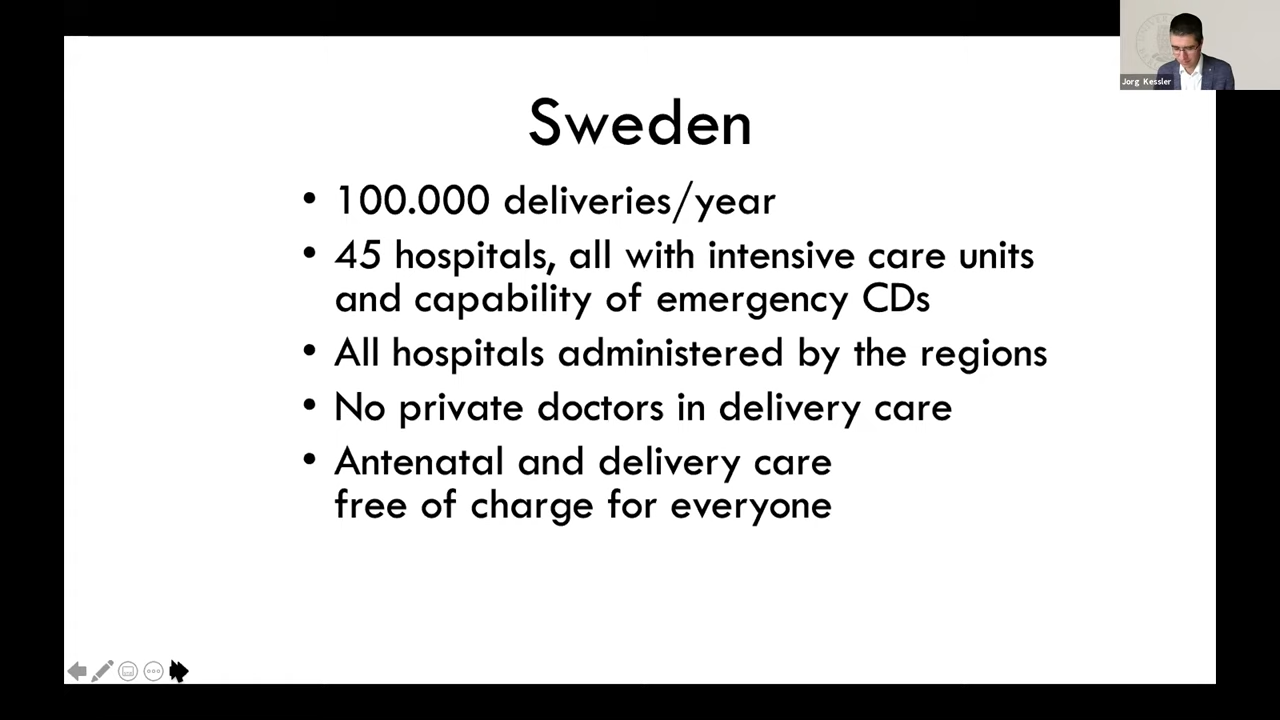 Sweden
• 100.000 deliveries/year
• 45 hospitals, all with intensive care units
and capability of emergency CDs
• All hospitals administered by the regions
• No private doctors in delivery care
• Antenatal and delivery care
free of charge for everyone
Jorg Kessler